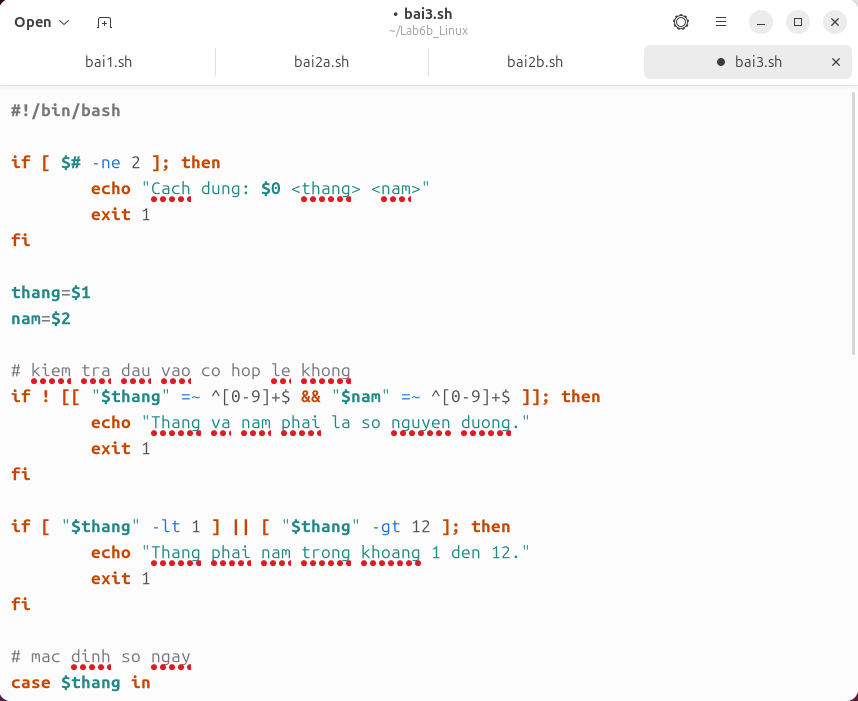 Open
• bai3.sh
~/Lab6b_Linux
bai1.sh bai2a.sh bai2b.sh • bai3.sh
#!/bin/bash
if [ $# -ne 2 ]; then
echo "Cach dung: $0 <thang> <nam>"
exit 1
fi
thang=$1
nam=$2
# kiem tra dau vao co hop le khong
if ! [[ "$thang" =~ ^[0-9]+$ && "$nam" =~ ^[0-9]+$ ]]; then
echo "Thang va nam phai la so nguyen duong."
exit 1
fi
if [ "$thang" -lt 1 ] || [ "$thang" -gt 12 ]; then
echo "Thang phai nam trong khoang 1 den 12."
exit 1
fi
# mac dinh so ngay
case $thang in